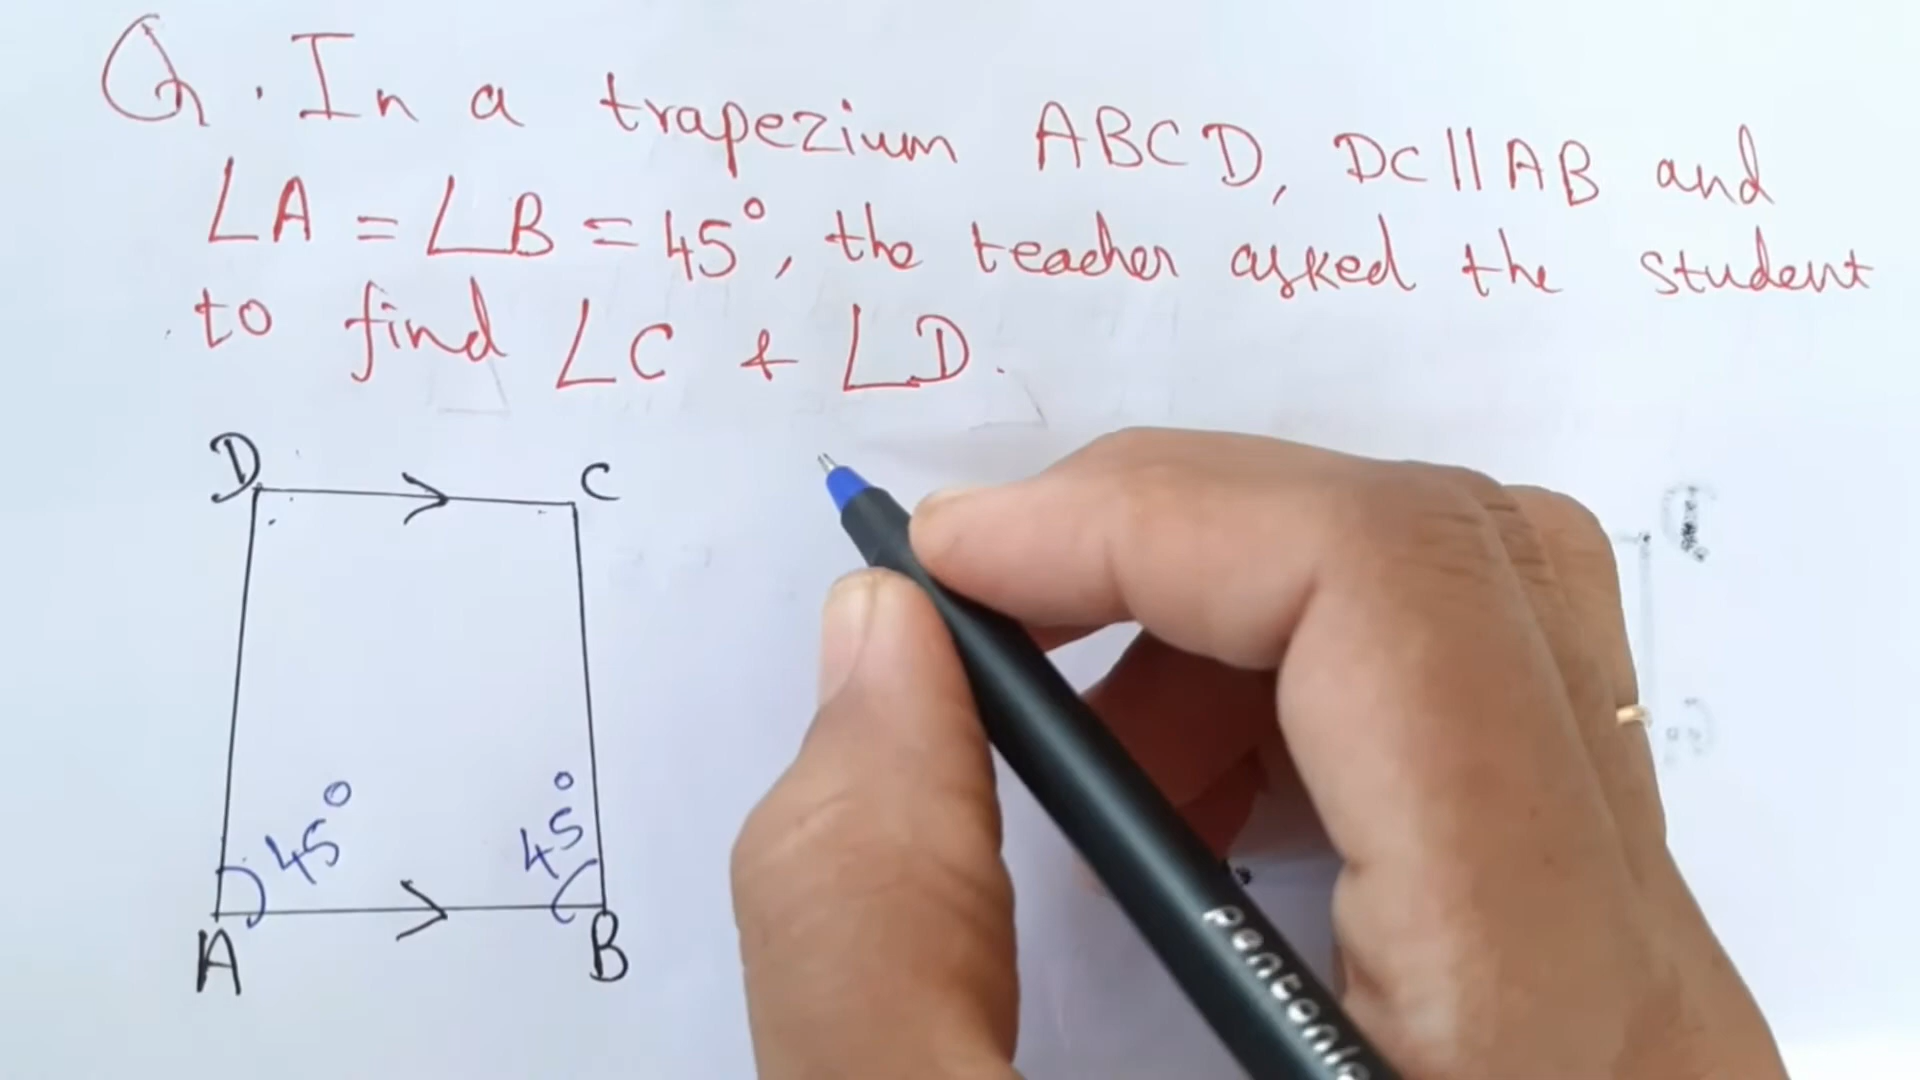 Q. In a trapezium ABCD, DC||AB and
∠A = ∠B = 45°, the teacher asked the student
to find ∠C & ∠D.
D C
45° 45°
A B
Pentonic